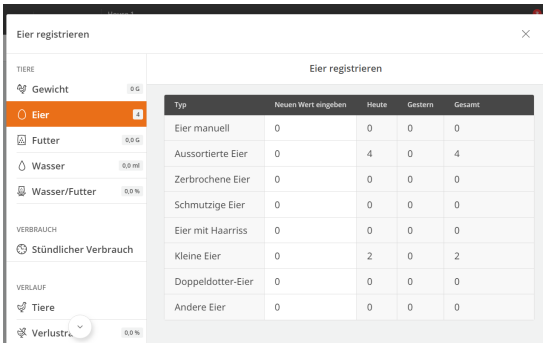 Eier registrieren
TIERE
Gewicht 0 G
Eier 4
Futter 0,0 G
Wasser 0,0 ml
Wasser/Futter 0,0 %
VERBRAUCH
Stündlicher Verbrauch
VERLAUF
Tiere
0,0 %
Eier registrieren
Typ Neuen Wert eingeben Heute Gestern Gesamt
Eier manuell 0 0 0 0
Aussortierte Eier 0 4 0 4
Zerbrochene Eier 0 0 0 0
Schmutzige Eier 0 0 0 0
Eier mit Haarriss 0 0 0 0
Kleine Eier 0 2 0 2
Doppeldotter-Eier 0 0 0 0
Andere Eier 0 0 0 0